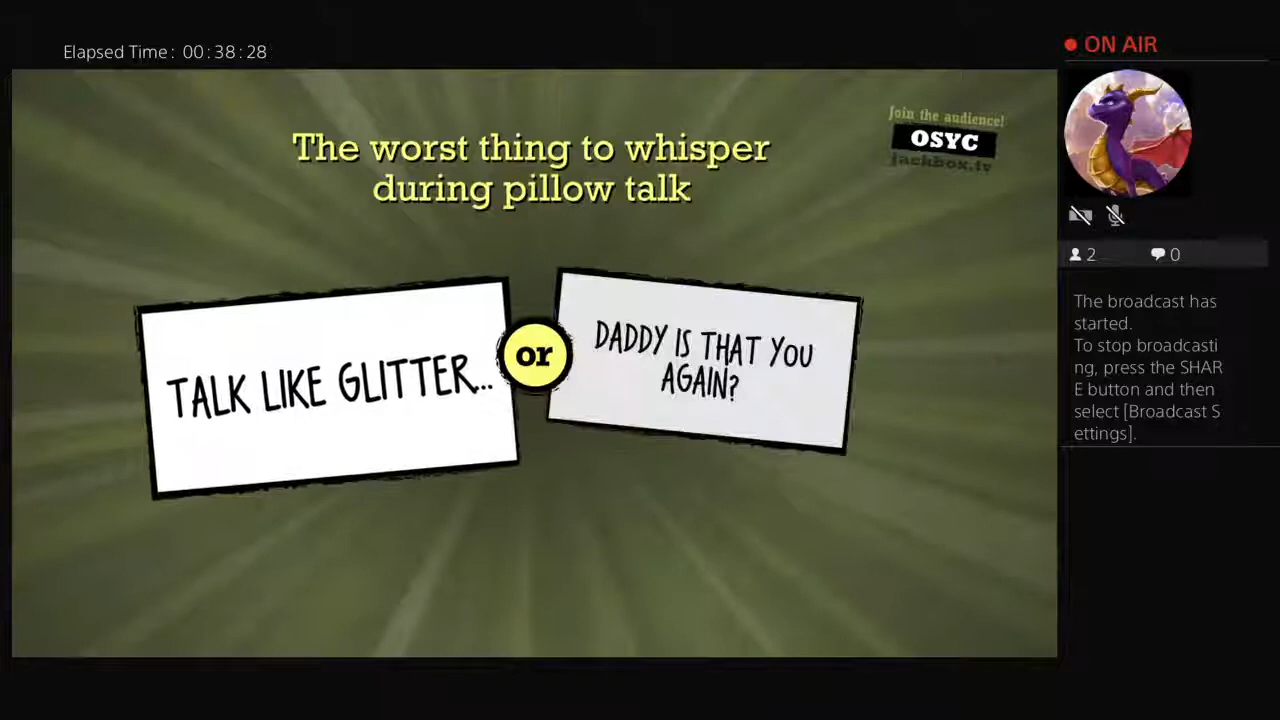 Elapsed Time: 00:38:28
ON AIR
Join the audience!
OSYC
jackbox.tv
The worst thing to whisper
during pillow talk
TALK LIKE GLITTER...
or
DADDY IS THAT YOU
AGAIN?
2
0
The broadcast has
started.
To stop broadcasti
ng, press the SHAR
E button and then
select [Broadcast S
ettings].